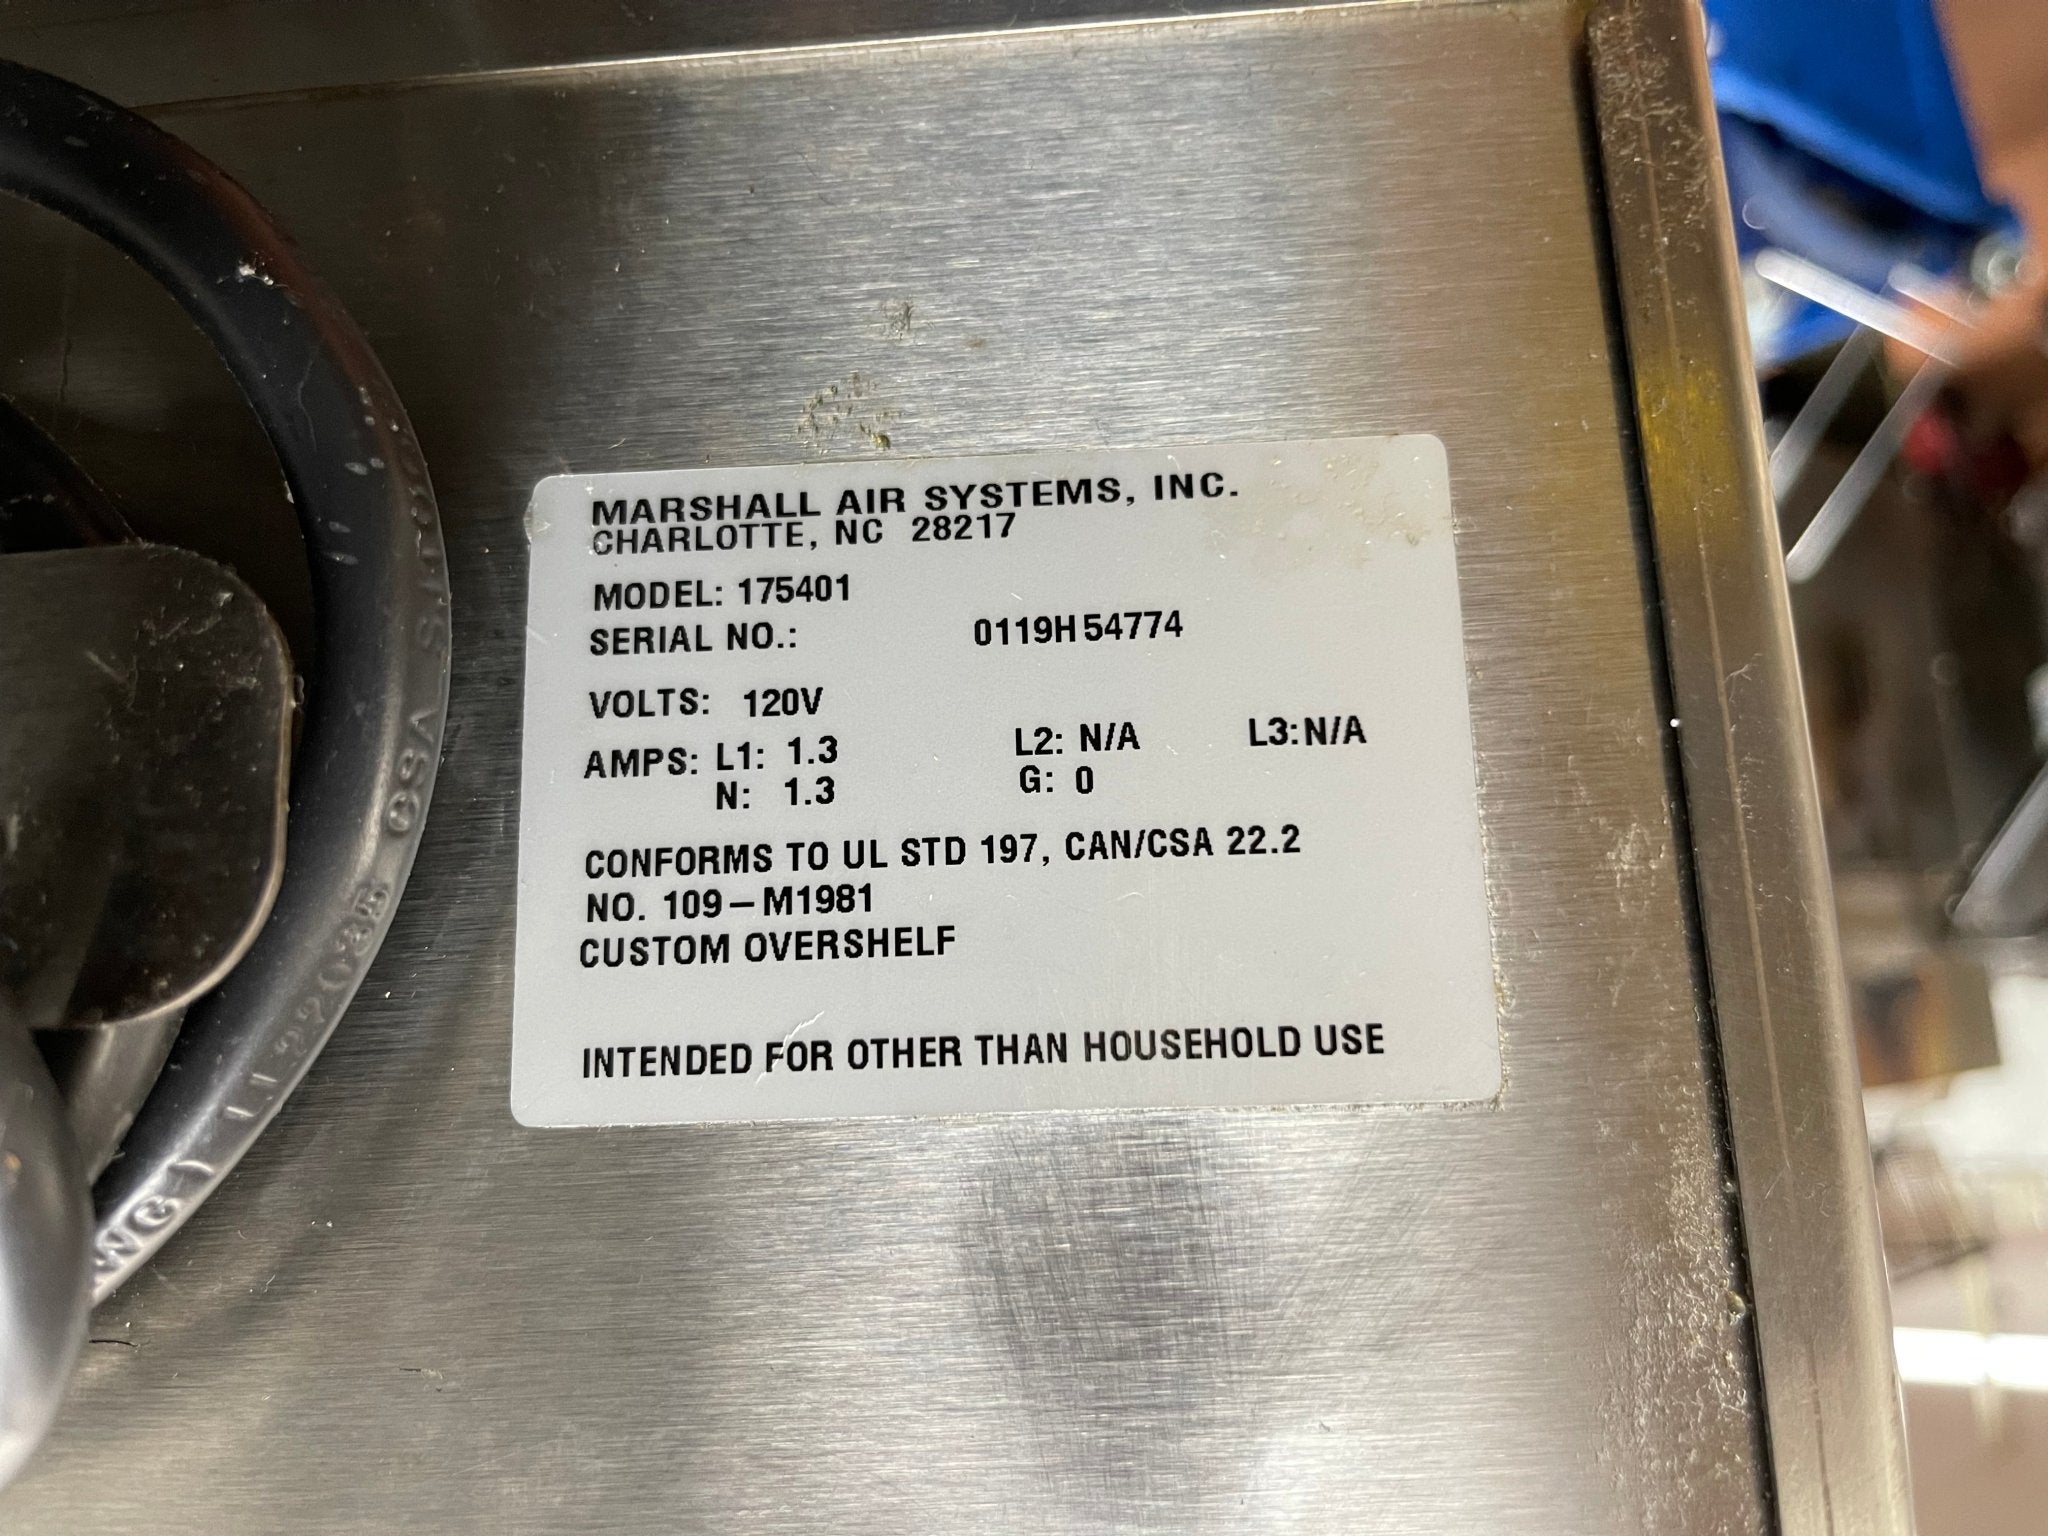 MARSHALL AIR SYSTEMS, INC.
CHARLOTTE, NC 28217
MODEL: 175401
SERIAL NO.: 0119H54774
VOLTS: 120V
AMPS: L1: 1.3 L2: N/A L3:N/A
N: 1.3 G: 0
CONFORMS TO UL STD 197, CAN/CSA 22.2
NO. 109-M1981
CUSTOM OVERSHELF
INTENDED FOR OTHER THAN HOUSEHOLD USE
CSA